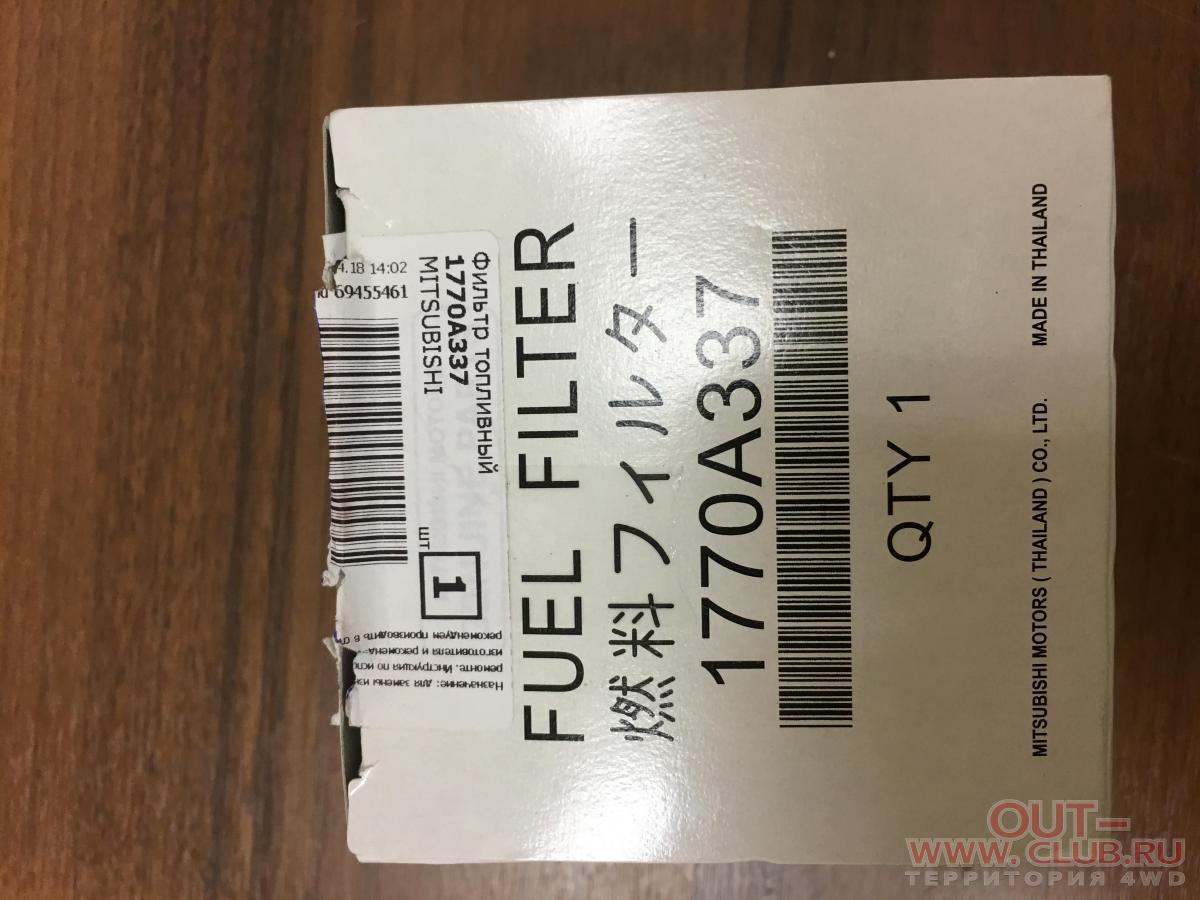 4.18 14:02
69455461
MITSUBISHI
1770A337
Фильтр топливный
шт
1
Назначение: для замены
ремонте. Инструкция по
изготовителя и
рекомендуем производить в
FUEL FILTER
燃料フィルター
1770A337
QTY 1
MITSUBISHI MOTORS ( THAILAND ) CO., LTD. MADE IN THAILAND
OUT-
WWW.CLUB.RU
ТЕРРИТОРИЯ 4WD